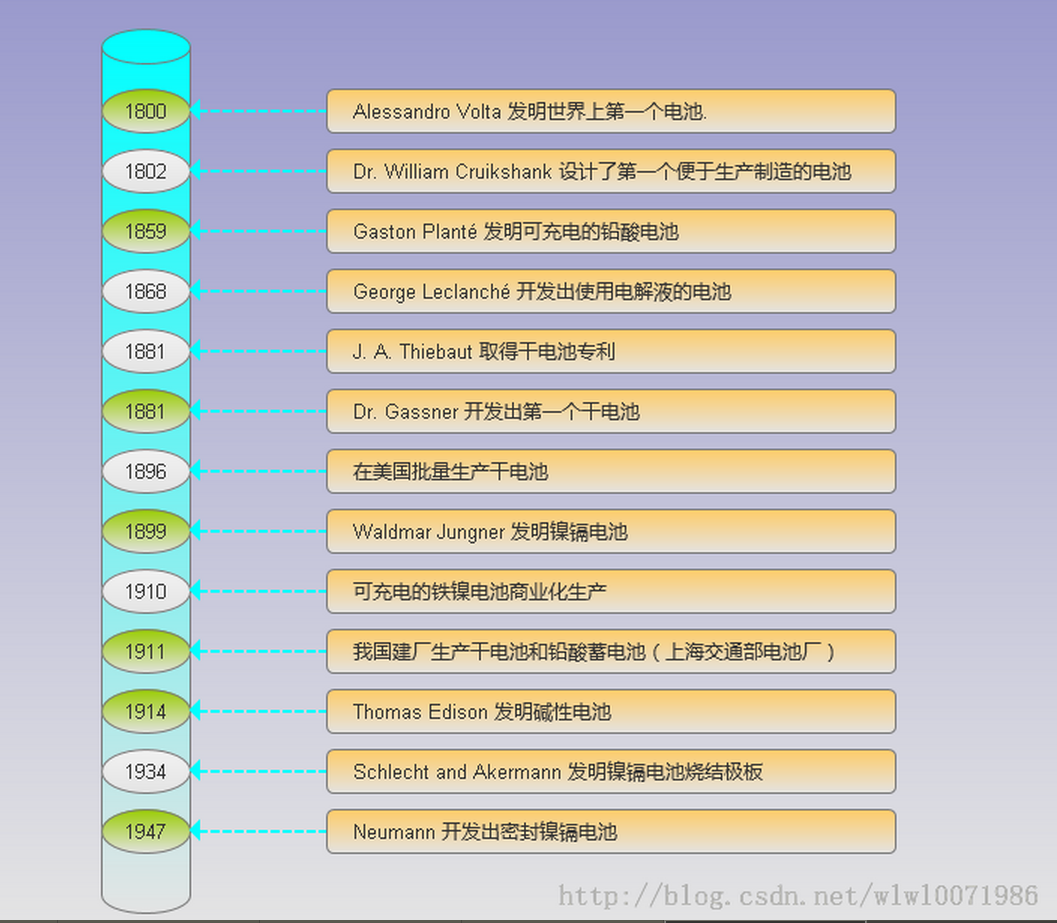 1800 Alessandro Volta 发明世界上第一个电池.
1802 Dr. William Cruikshank 设计了第一个便于生产制造的电池
1859 Gaston Planté 发明可充电的铅酸电池
1868 George Leclanché 开发出使用电解液的电池
1881 J. A. Thiebaut 取得干电池专利
1881 Dr. Gassner 开发出第一个干电池
1896 在美国批量生产干电池
1899 Waldmar Jungner 发明镍镉电池
1910 可充电的铁镍电池商业化生产
1911 我国建厂生产干电池和铅酸蓄电池（上海交通部电池厂）
1914 Thomas Edison 发明碱性电池
1934 Schlecht and Akermann 发明镍镉电池烧结极板
1947 Neumann 开发出密封镍镉电池
http://blog.csdn.net/wlwl0071986